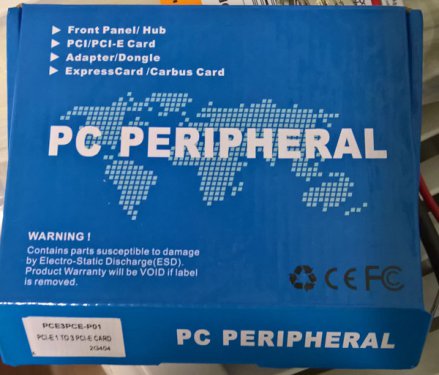 ▶ Front Panel/ Hub
▶ PCI/PCI-E Card
▶ Adapter/Dongle
▶ ExpressCard /Carbus Card
PC PERIPHERAL
WARNING !
Contains parts susceptible to damage
by Electro-Static Discharge(ESD).
Product Warranty will be VOID if label
is removed.
CE FC
PCE3PCE-P01
PCI-E 1 TO 3 PCI-E CARD
2G404
PC PERIPHERAL